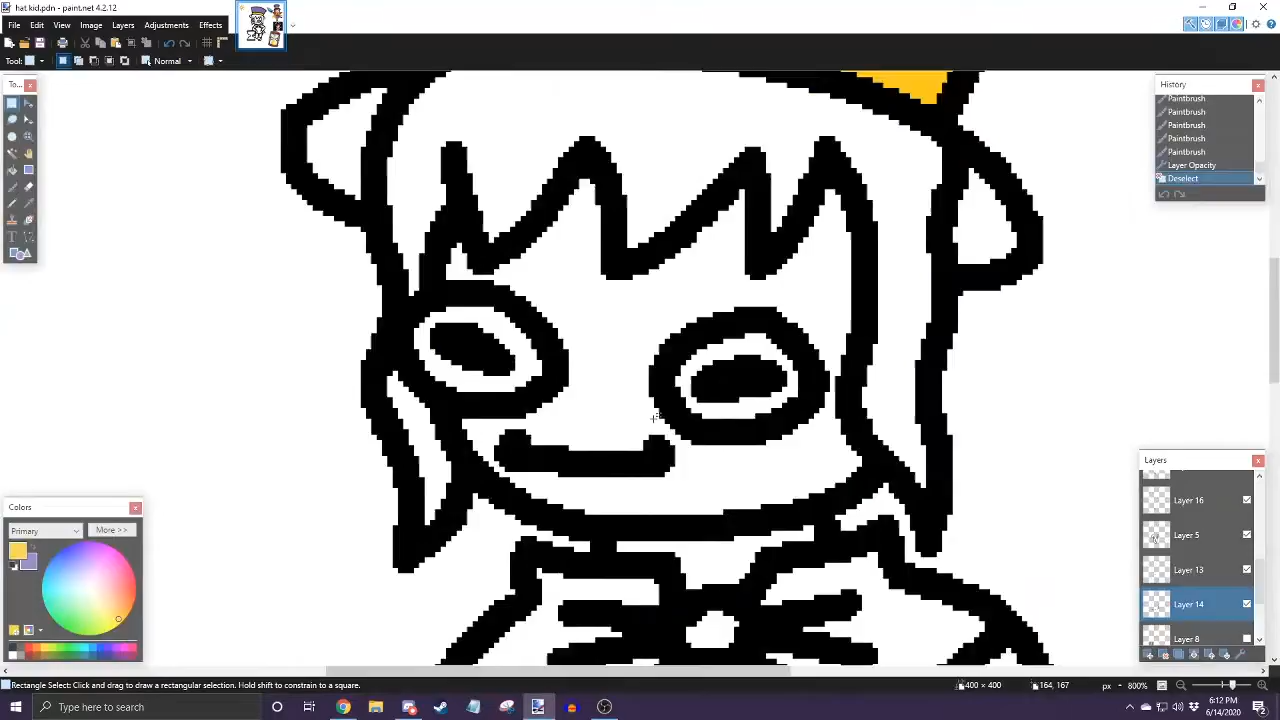 hot kid.pdn - paint.net 4.2.12
File Edit View Image Layers Adjustments Effects
Normal
To...
History
Paintbrush
Paintbrush
Paintbrush
Paintbrush
Paintbrush
Layer Opacity
Deselect
Colors
Primary
More >>
Layers
Layer 16
Layer 5
Layer 13
Layer 14
Layer 8
Rectangle Select Click and drag to draw a rectangular selection. Hold shift to constrain to a square.
400 × 400
164, 167
px
800%
Type here to search
6:12 PM
6/14/2020